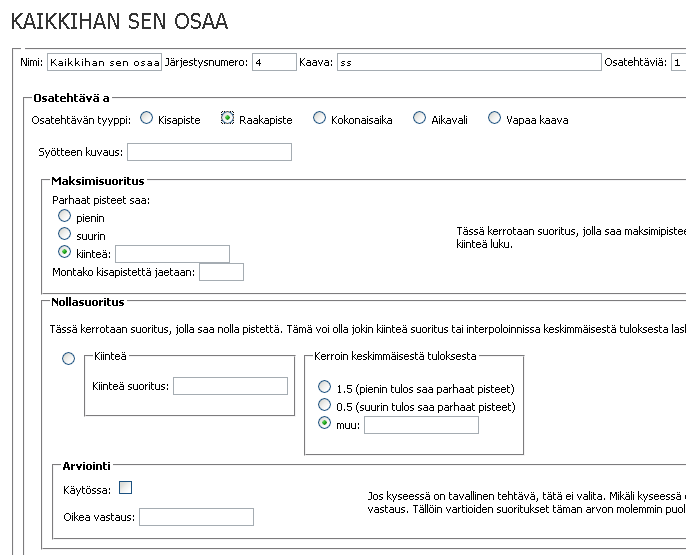 KAIKKIHAN SEN OSAA
Nimi: Kaikkihan sen osaa Järjestysnumero: 4 Kaava: ss Osatehtäviä: 1
Osatehtävä a
Osatehtävän tyyppi: Kisapiste Raakapiste Kokonaisaika Aikavali Vapaa kaava
Syötteen kuvaus:
Maksimisuoritus
Parhaat pisteet saa:
pienin
suurin
kiinteä:
Tässä kerrotaan suoritus, jolla saa maksimipistee
kiinteä luku.
Montako kisapistettä jaetaan:
Nollasuoritus
Tässä kerrotaan suoritus, jolla saa nolla pistettä. Tämä voi olla jokin kiinteä suoritus tai interpoloinnissa keskimmäisestä tuloksesta lask
Kiinteä
Kiinteä suoritus:
Kerroin keskimmäisestä tuloksesta
1.5 (pienin tulos saa parhaat pisteet)
0.5 (suurin tulos saa parhaat pisteet)
muu:
Arviointi
Käytössa:
Oikea vastaus:
Jos kyseessä on tavallinen tehtävä, tätä ei valita. Mikäli kyseessä
vastaus. Tällöin vartioiden suoritukset täman arvon molemmin puol